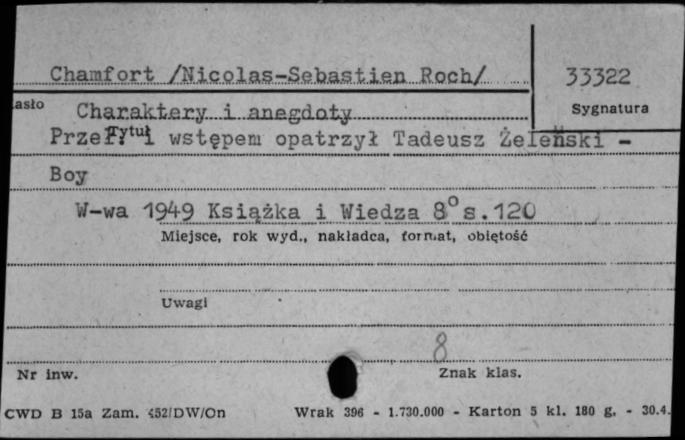 Chamfort /Nicolas-Sebastien Roch/ 33322
asło Charaktery i anegdoty Sygnatura
Tytuł
wstępem opatrzył Tadeusz Żeleński -
Boy
W-wa 1949 Książka i Wiedza 8° s.120
Miejsce, rok wyd., nakładca, format, objętość
Uwagi
8
Nr inw. Znak klas.
CWD B 15a Zam. 452/DW/On Wrak 396 - 1.730.000 - Karton 5 kl. 180 g. - 30.4.